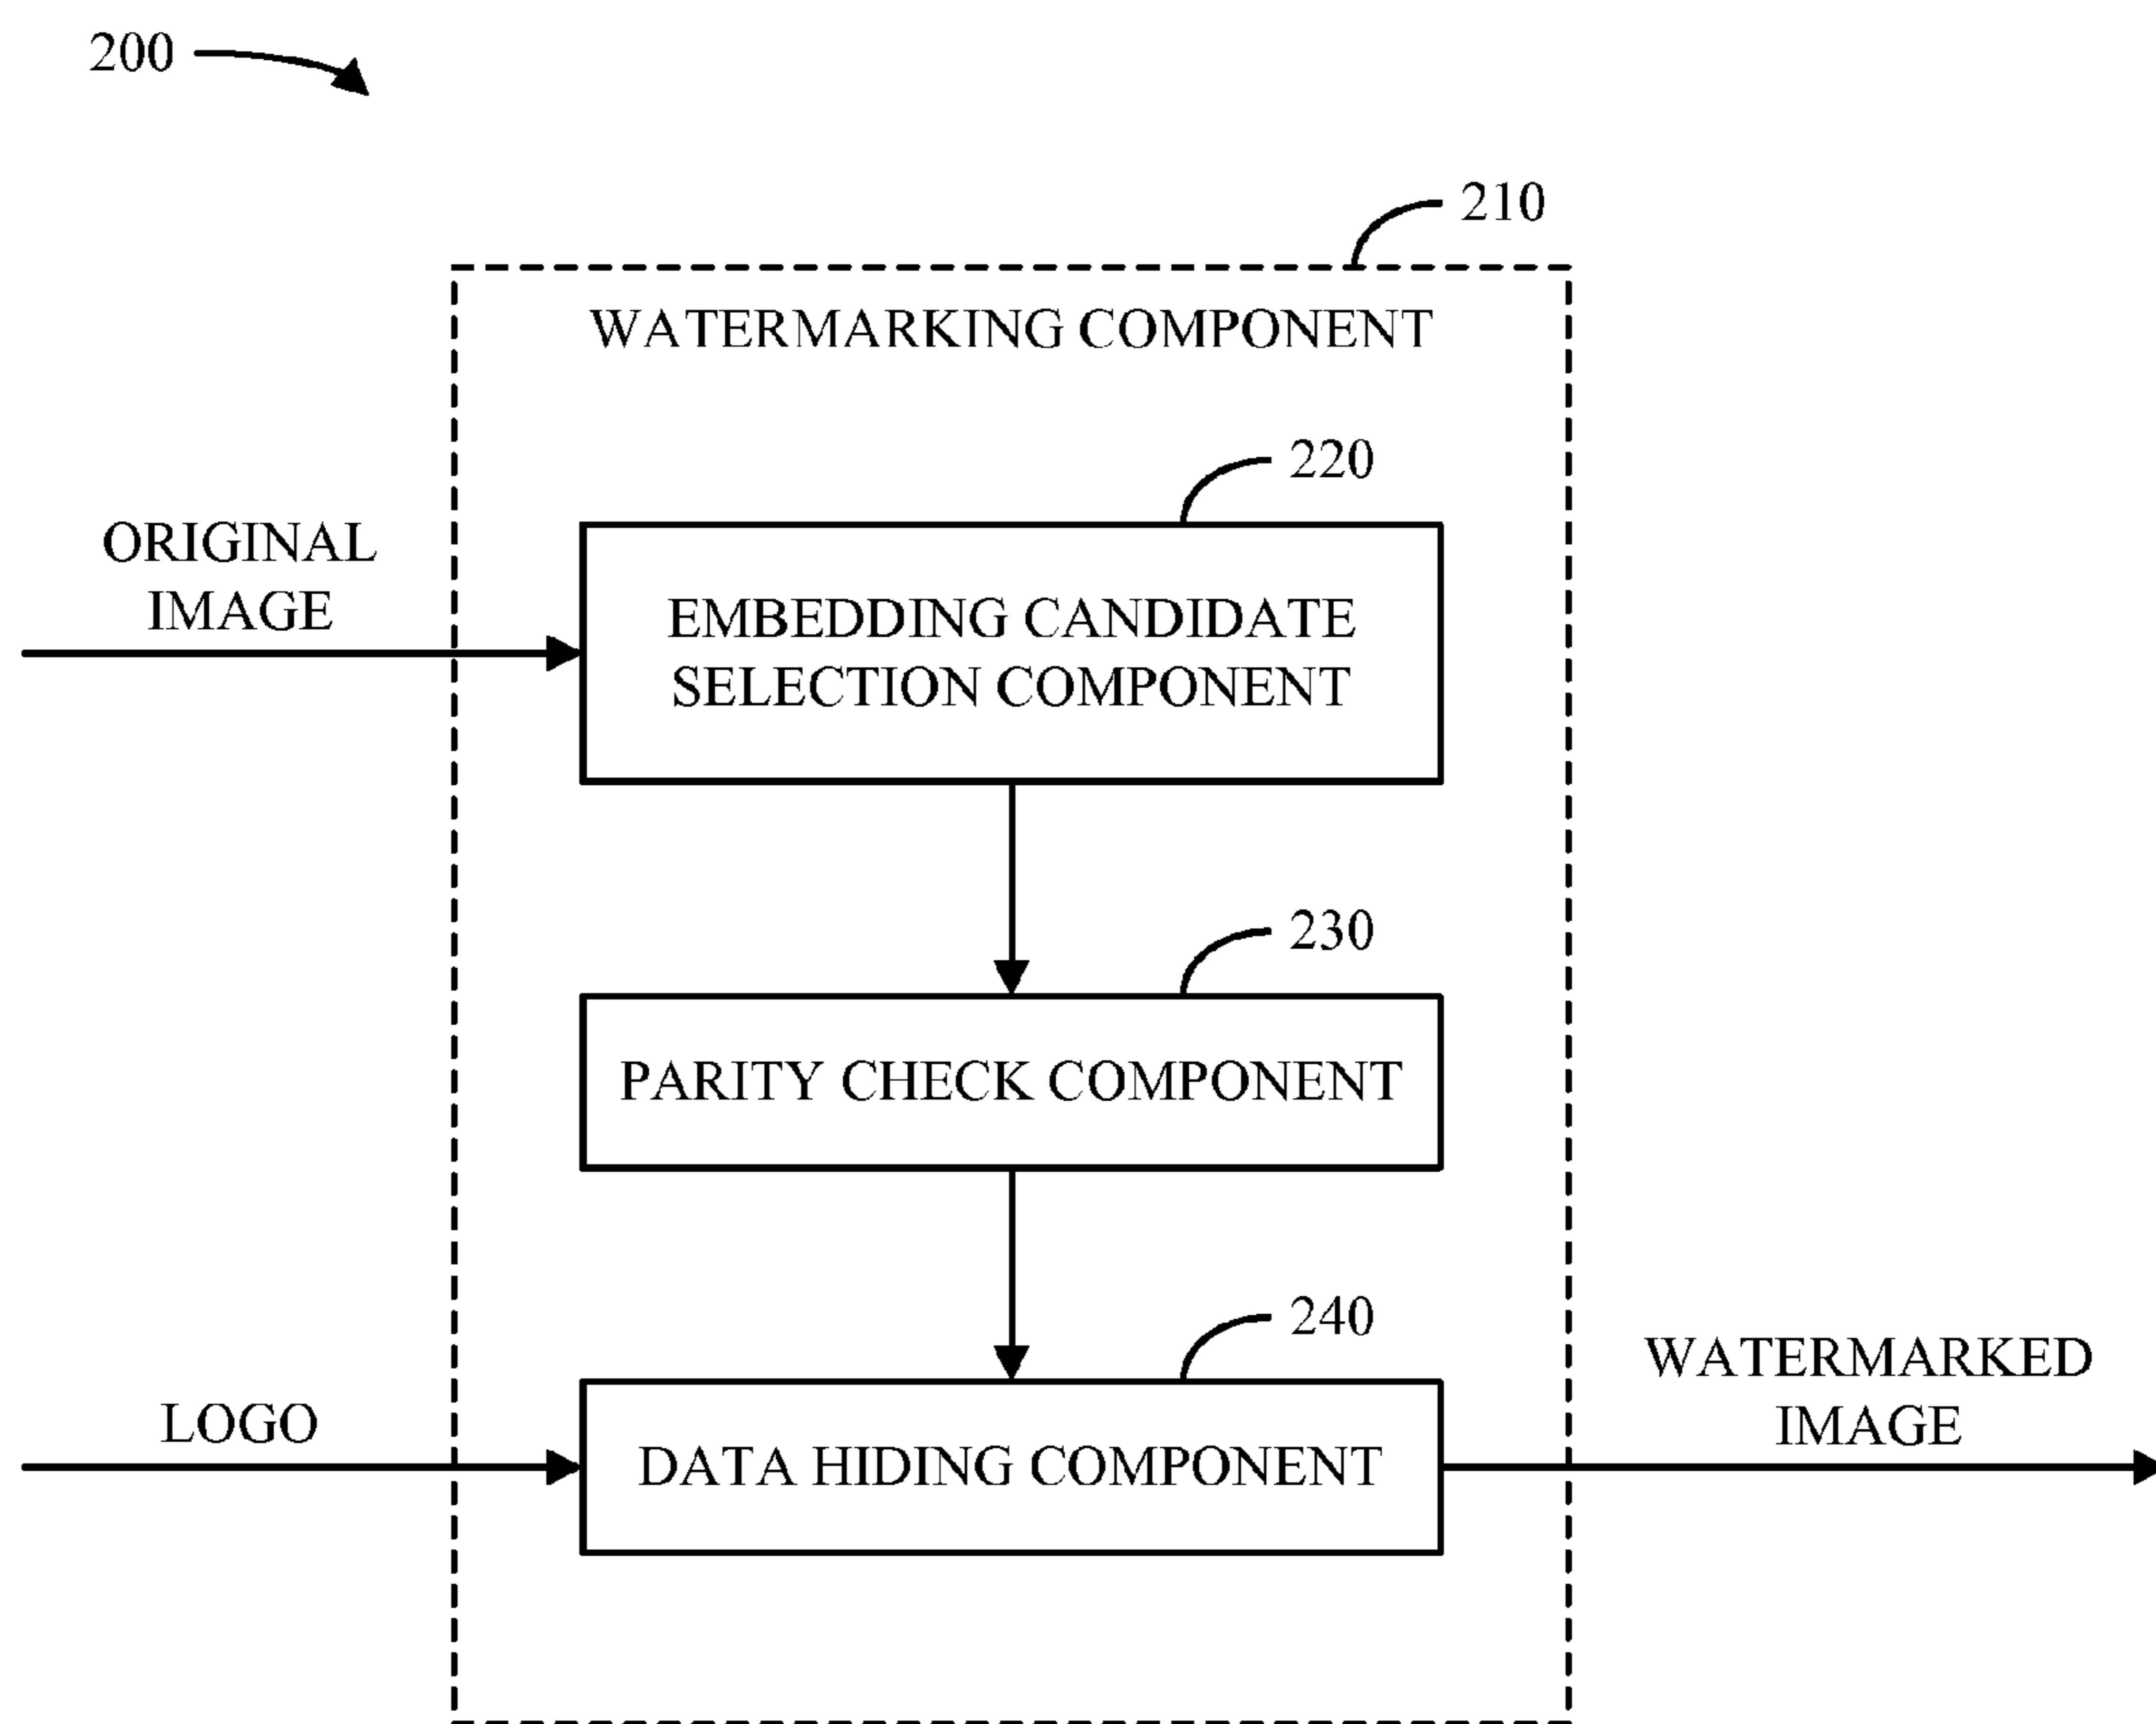 200
210
WATERMARKING COMPONENT
220
ORIGINAL
IMAGE
EMBEDDING CANDIDATE
SELECTION COMPONENT
230
PARITY CHECK COMPONENT
240
WATERMARKED
IMAGE
LOGO
DATA HIDING COMPONENT